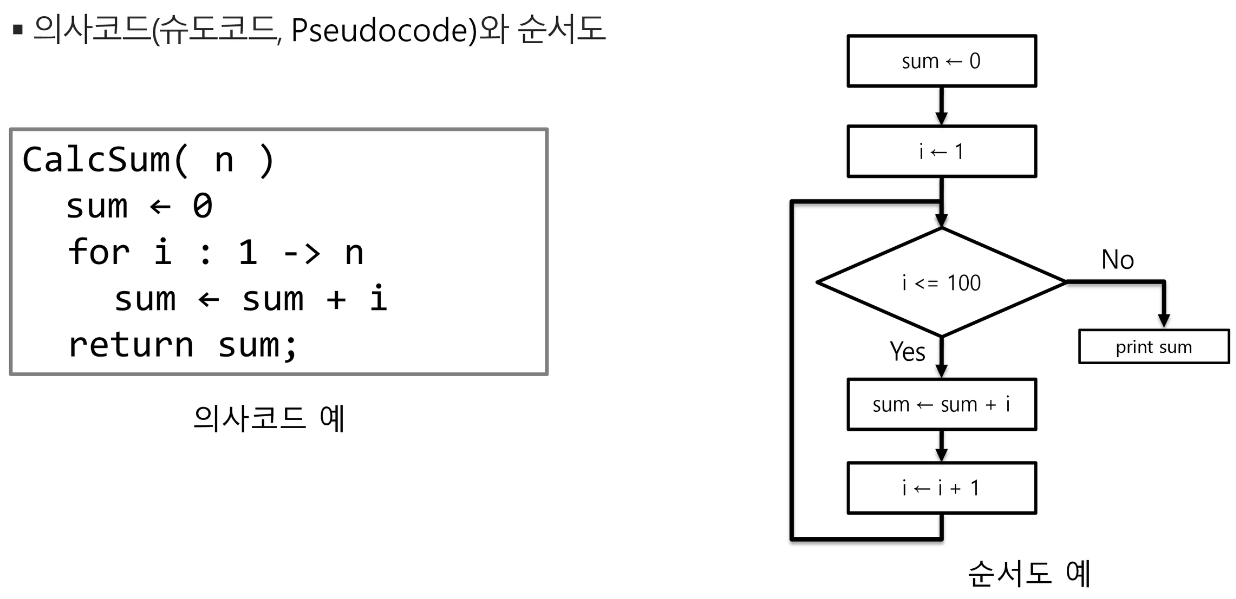 ▪ 의사코드(슈도코드, Pseudocode)와 순서도
CalcSum( n )
sum ← 0
for i : 1 -> n
sum ← sum + i
return sum;
의사코드 예
sum ← 0
i ← 1
i <= 100
No
print sum
Yes
sum ← sum + i
i ← i + 1
순서도 예